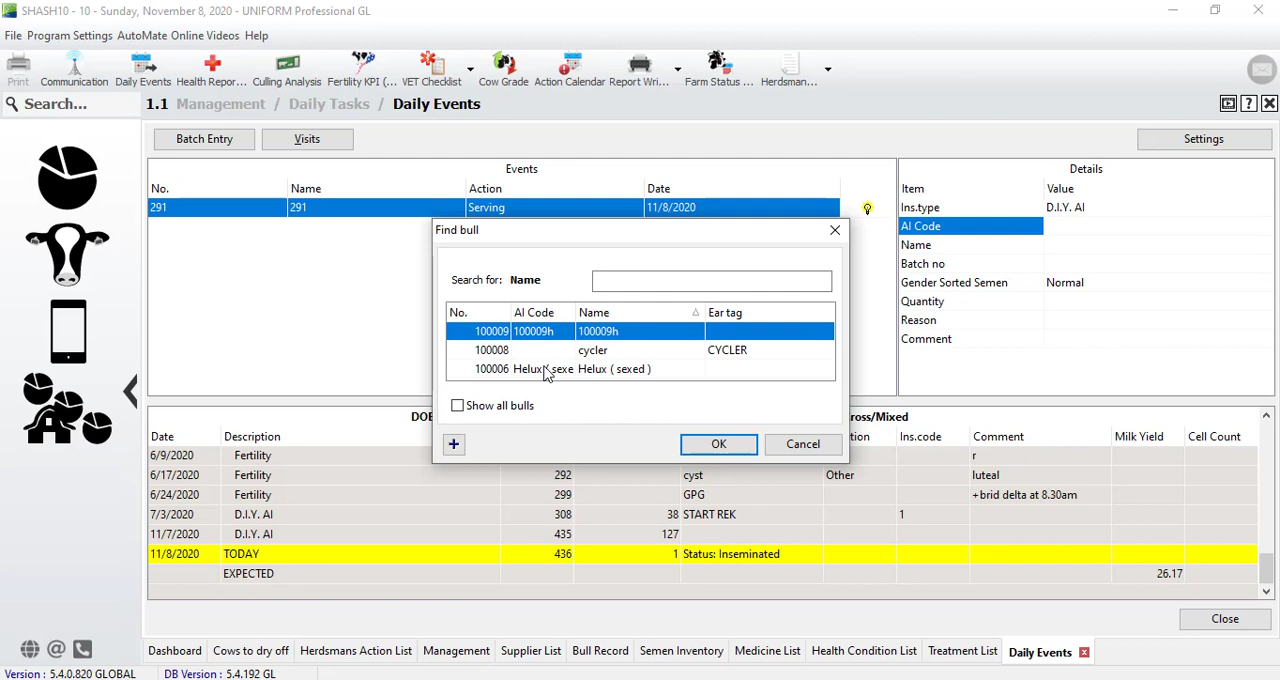 SHASH10 - 10 - Sunday, November 8, 2020 - UNIFORM Professional GL
File Program Settings AutoMate Online Videos Help
Print Communication Daily Events Health Repor... Culling Analysis Fertility KPI (... VET Checklist Cow Grade Action Calendar Report Wri... Farm Status ... Herdsman...
Search... 1.1 Management / Daily Tasks / Daily Events
Batch Entry Visits Settings
Events Details
No. Name Action Date Item Value
291 291 Serving 11/8/2020 Ins.type D.I.Y. AI
AI Code
Find bull
Name
Batch no
Search for: Name
Gender Sorted Semen Normal
Quantity
No. AI Code Name Ear tag
Reason
100009 100009h 100009h
Comment
100008 cycler CYCLER
100006 Helux ( sexe Helux ( sexed )
Show all bulls
+ OK Cancel
Date Description Ins.code Comment Milk Yield Cell Count
6/9/2020 Fertility r
6/17/2020 Fertility 292 cyst Other luteal
6/24/2020 Fertility 299 GPG +brid delta at 8.30am
7/3/2020 D.I.Y. AI 308 38 START REK 1
11/7/2020 D.I.Y. AI 435 127
11/8/2020 TODAY 436 1 Status: Inseminated
EXPECTED 26.17
Close
Dashboard Cows to dry off Herdsmans Action List Management Supplier List Bull Record Semen Inventory Medicine List Health Condition List Treatment List Daily Events
Version : 5.4.0.820 GLOBAL DB Version : 5.4.192 GL